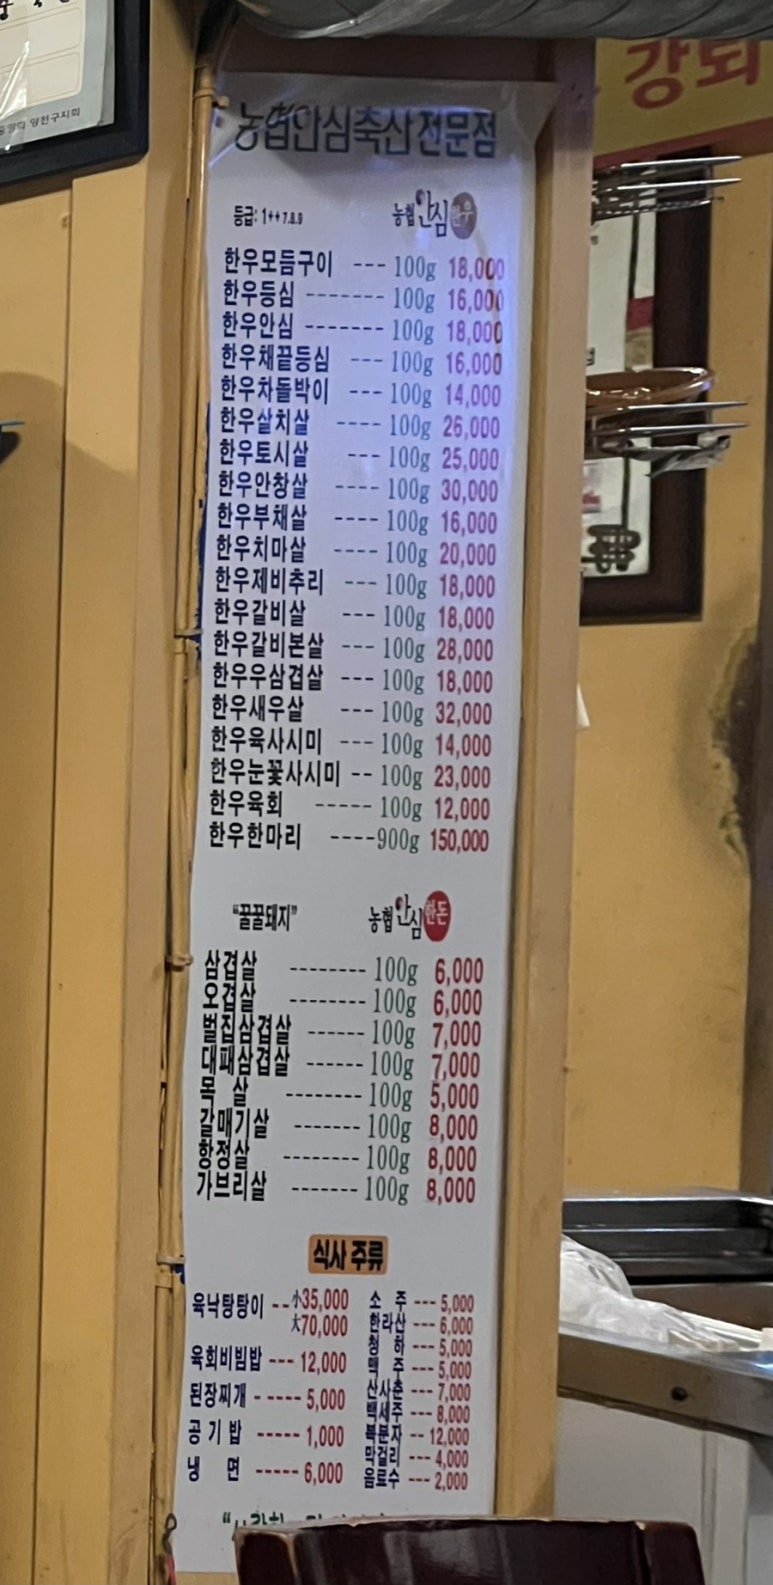 양천구지회
강되
농협안심축산전문점
등급: 1++7.8.9 농협안심한우
한우모듬구이 --- 100g 18,000
한우등심 ------- 100g 16,000
한우안심 ------- 100g 18,000
한우채끝등심 --- 100g 16,000
한우차돌박이 --- 100g 14,000
한우살치살 ---- 100g 26,000
한우토시살 --- 100g 25,000
한우안창살 ---- 100g 30,000
한우부채살 ---- 100g 16,000
한우치마살 ---- 100g 20,000
한우제비추리 --- 100g 18,000
한우갈비살 --- 100g 18,000
한우갈비본살 --- 100g 28,000
한우우삼겹살 --- 100g 18,000
한우새우살 --- 100g 32,000
한우육사시미 --- 100g 14,000
한우눈꽃사시미 -- 100g 23,000
한우육회 ----- 100g 12,000
한우한마리 ----900g 150,000
“꿀꿀돼지” 농협안심한돈
삼겹살 -------- 100g 6,000
오겹살 -------- 100g 6,000
벌집삼겹살 ------ 100g 7,000
대패삼겹살 ------ 100g 7,000
목 살 -------- 100g 5,000
갈매기살 ------- 100g 8,000
항정살 -------- 100g 8,000
가브리살 ------- 100g 8,000
식사 주류
육낙탕탕이 -- 小35,000
大70,000
육회비빔밥 --- 12,000
된장찌개 ------ 5,000
공 기 밥 ----- 1,000
냉 면 ----- 6,000
소 주 --- 5,000
한라산 --- 6,000
청 하 --- 5,000
맥 주 --- 5,000
산사춘 --- 7,000
백세주 --- 8,000
복분자 -- 12,000
막걸리 --- 4,000
음료수 --- 2,000